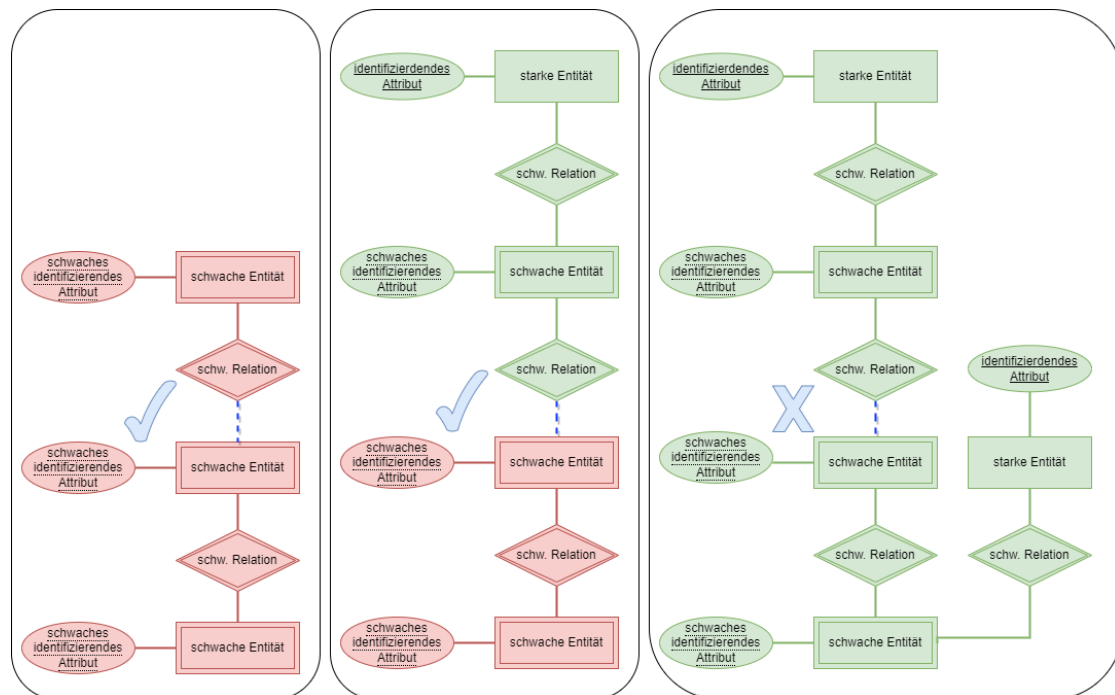 schwaches
identifizierendes
Attribut
schwache Entität
schw. Relation
schwaches
identifizierendes
Attribut
schwache Entität
schw. Relation
schwaches
identifizierendes
Attribut
schwache Entität
identifizierdendes
Attribut
starke Entität
schw. Relation
schwaches
identifizierendes
Attribut
schwache Entität
schw. Relation
schwaches
identifizierendes
Attribut
schwache Entität
schw. Relation
schwaches
identifizierendes
Attribut
schwache Entität
identifizierdendes
Attribut
starke Entität
schw. Relation
schwaches
identifizierendes
Attribut
schwache Entität
schw. Relation
identifizierdendes
Attribut
schwaches
identifizierendes
Attribut
schwache Entität
starke Entität
schw. Relation
schw. Relation
schwaches
identifizierendes
Attribut
schwache Entität